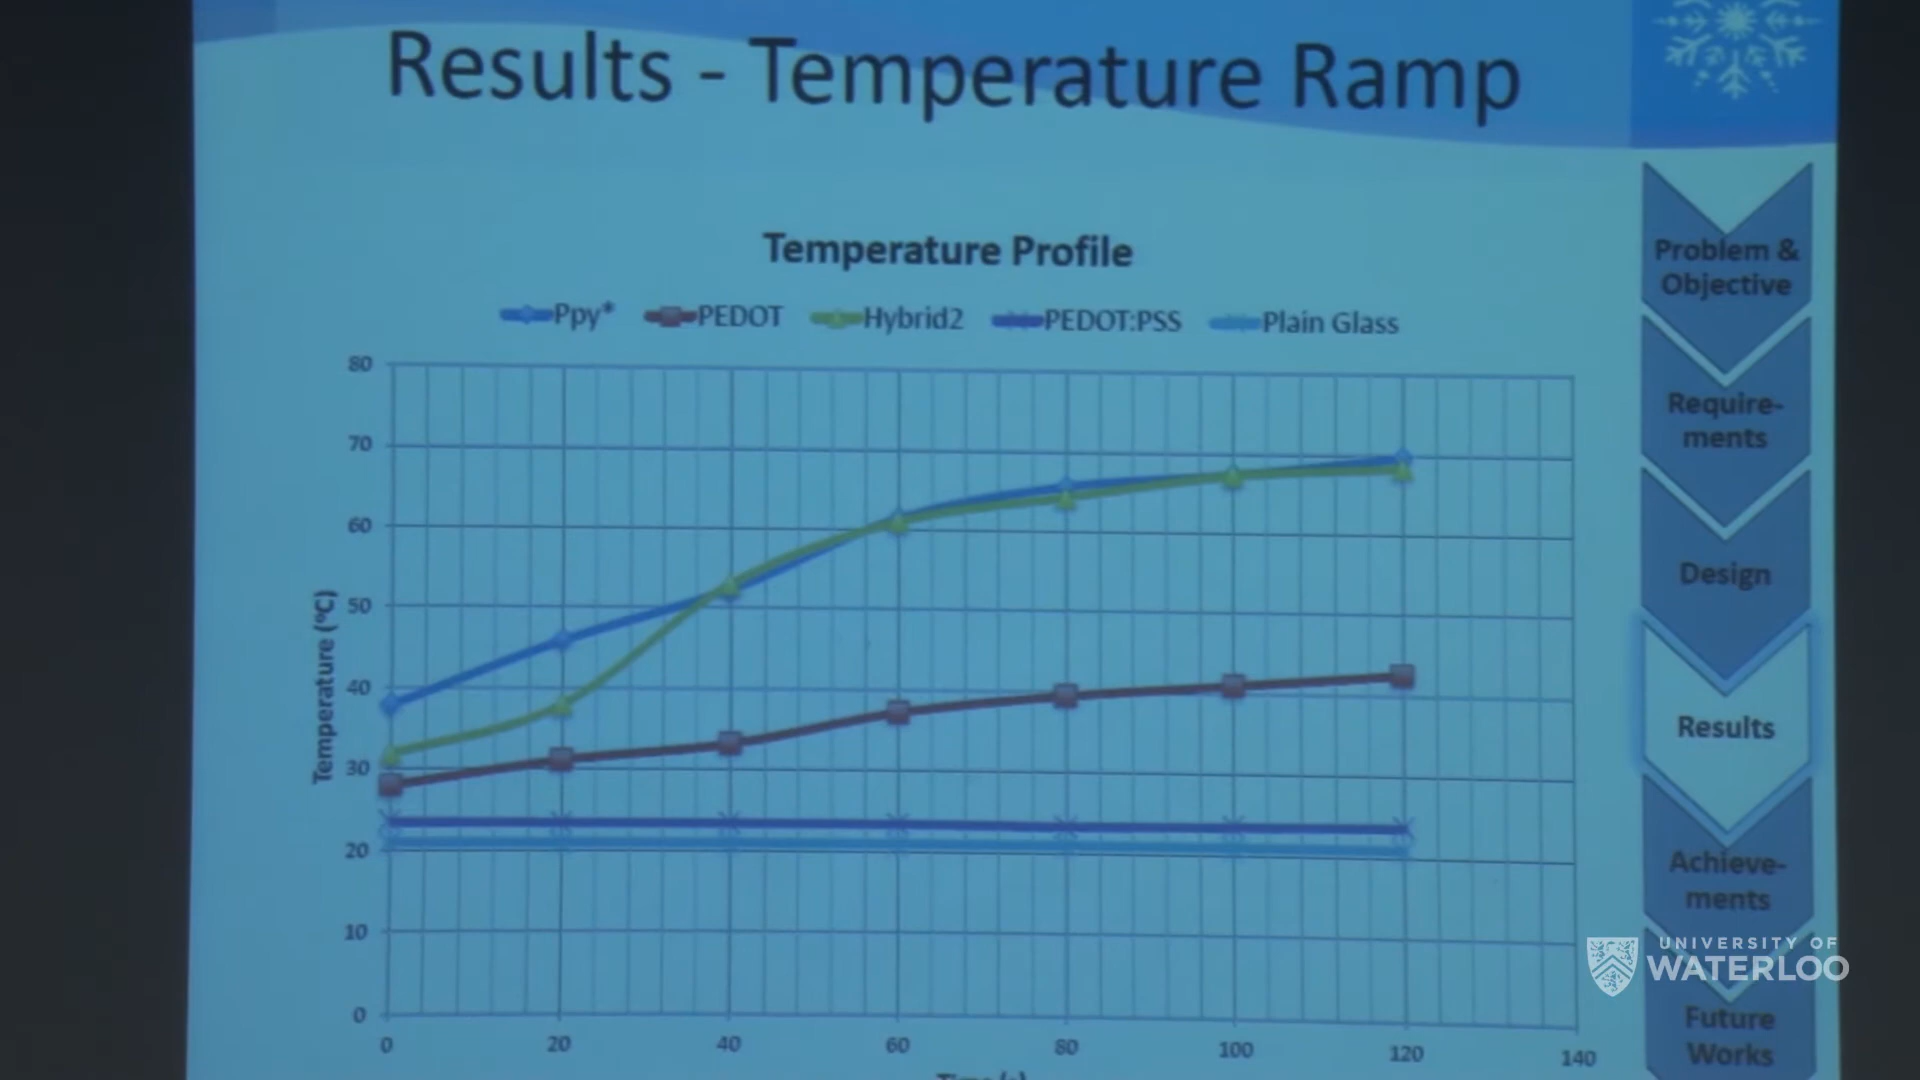 Results - Temperature Ramp
Temperature Profile
Ppy*
PEDOT
Hybrid2
PEDOT:PSS
Plain Glass
80
70
60
50
40
30
20
10
0
Temperature (ºC)
0
20
40
60
80
100
120
140
Problem &
Objective
Require-
ments
Design
Results
Achieve-
ments
Future
Works
UNIVERSITY OF
WATERLOO